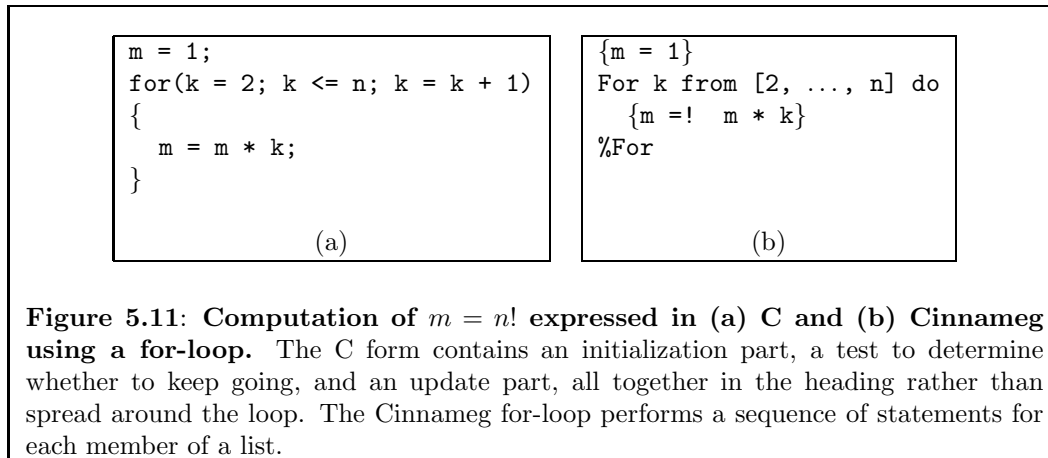 m = 1;
for(k = 2; k <= n; k = k + 1)
{
m = m * k;
}
(a)
{m = 1}
For k from [2, ..., n] do
{m =! m * k}
%For
(b)
Figure 5.11: Computation of m = n! expressed in (a) C and (b) Cinnameg
using a for-loop. The C form contains an initialization part, a test to determine
whether to keep going, and an update part, all together in the heading rather than
spread around the loop. The Cinnameg for-loop performs a sequence of statements for
each member of a list.